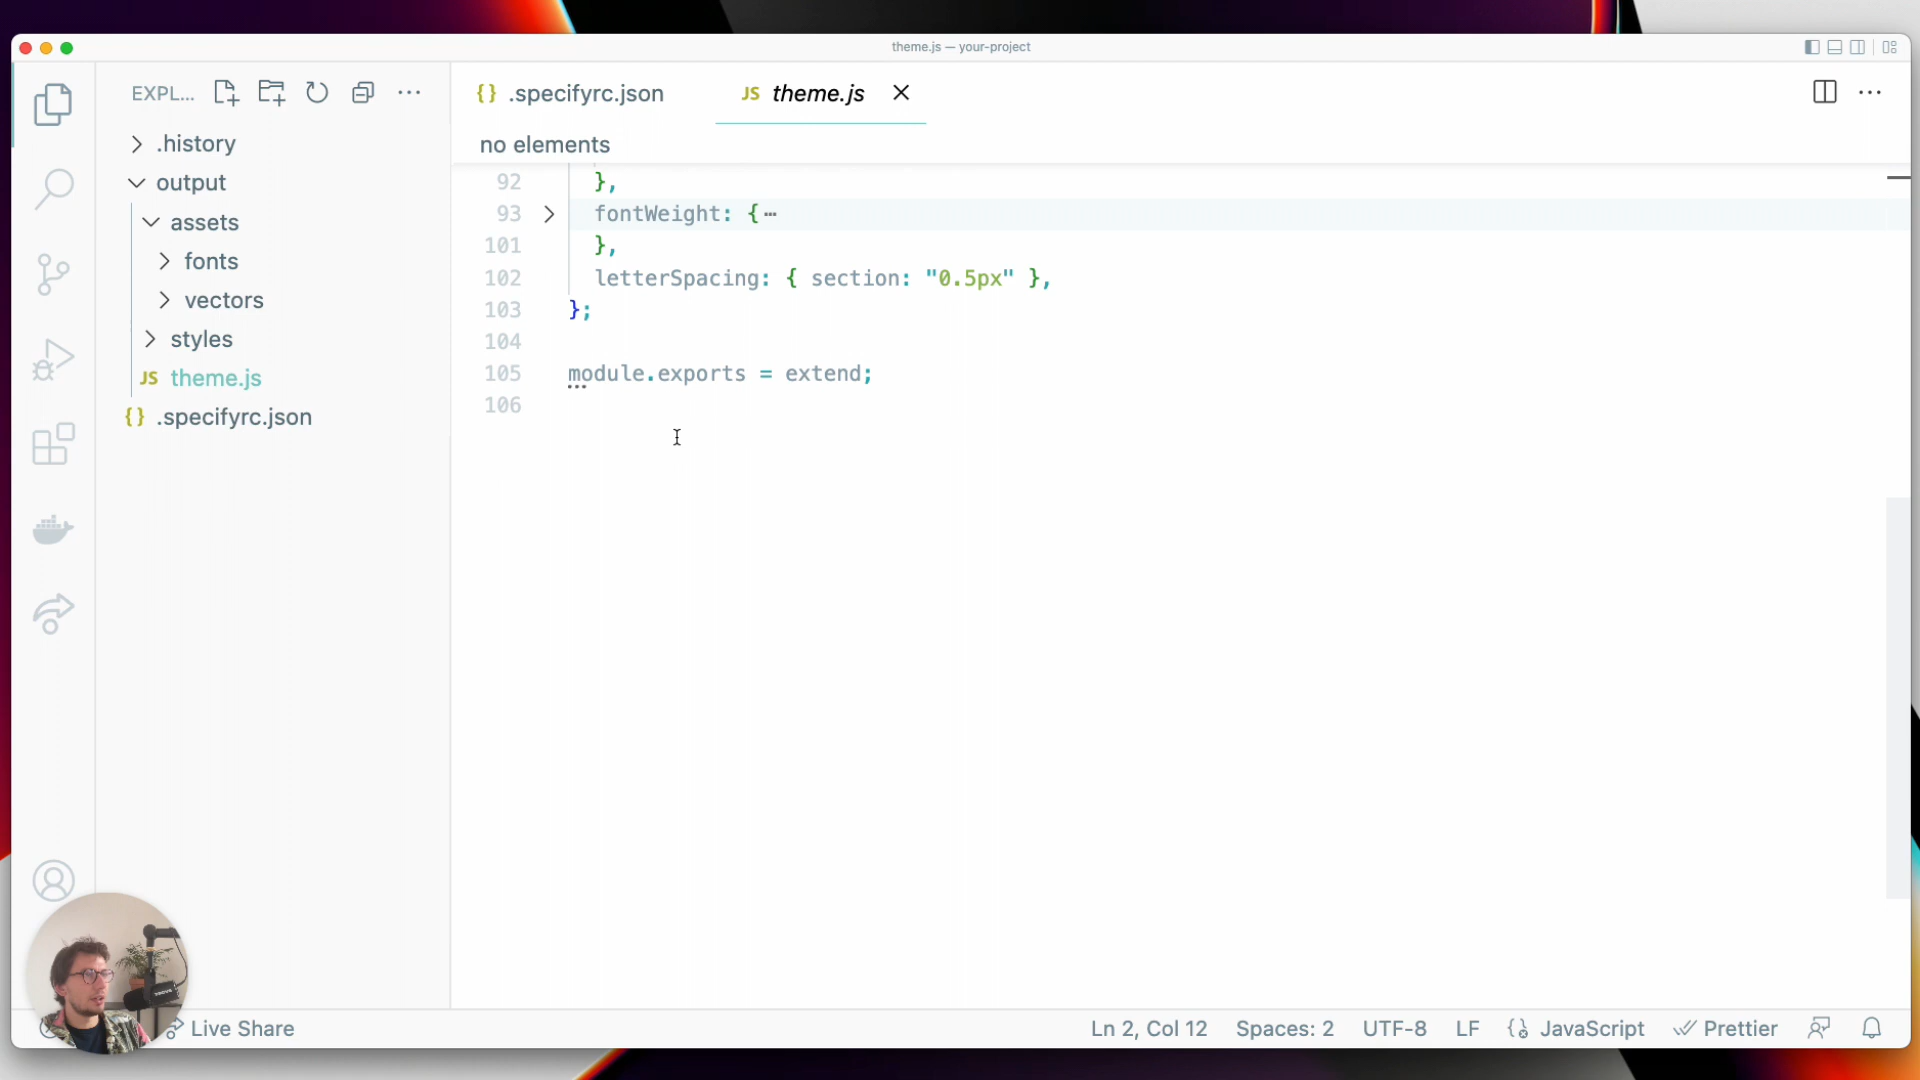 theme.js — your-project
EXPL...
{} .specifyrc.json
JS theme.js
no elements
.history
output
assets
fonts
vectors
styles
JS theme.js
{} .specifyrc.json
92 },
93 fontWeight: {
101 },
102 letterSpacing: { section: "0.5px" },
103 };
104
105 module.exports = extend;
106
Live Share
Ln 2, Col 12
Spaces: 2
UTF-8
LF
JavaScript
Prettier